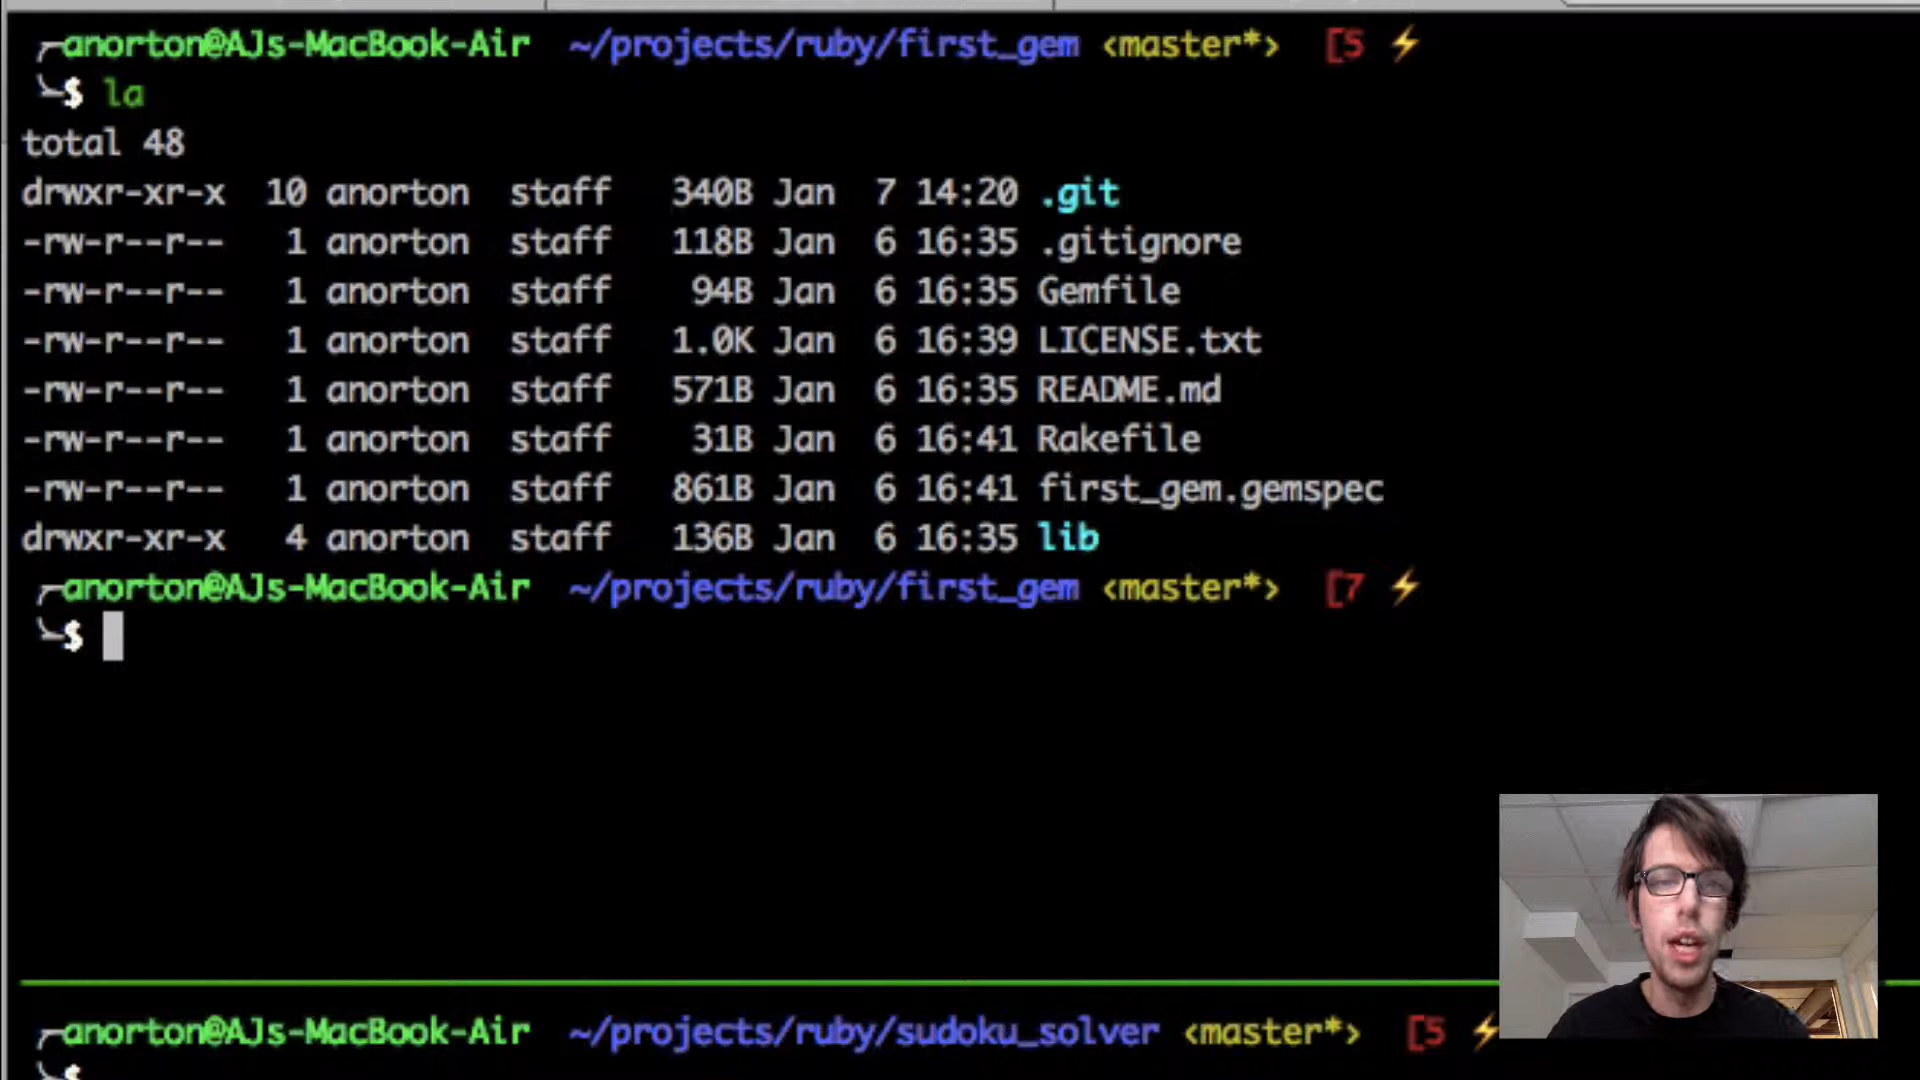 anorton@AJs-MacBook-Air ~/projects/ruby/first_gem <master*> [5 ⚡
$ la
total 48
drwxr-xr-x 10 anorton staff 340B Jan 7 14:20 .git
-rw-r--r-- 1 anorton staff 118B Jan 6 16:35 .gitignore
-rw-r--r-- 1 anorton staff 94B Jan 6 16:35 Gemfile
-rw-r--r-- 1 anorton staff 1.0K Jan 6 16:39 LICENSE.txt
-rw-r--r-- 1 anorton staff 571B Jan 6 16:35 README.md
-rw-r--r-- 1 anorton staff 31B Jan 6 16:41 Rakefile
-rw-r--r-- 1 anorton staff 861B Jan 6 16:41 first_gem.gemspec
drwxr-xr-x 4 anorton staff 136B Jan 6 16:35 lib
anorton@AJs-MacBook-Air ~/projects/ruby/first_gem <master*> [7 ⚡
$
anorton@AJs-MacBook-Air ~/projects/ruby/sudoku_solver <master*> [5 ⚡
$